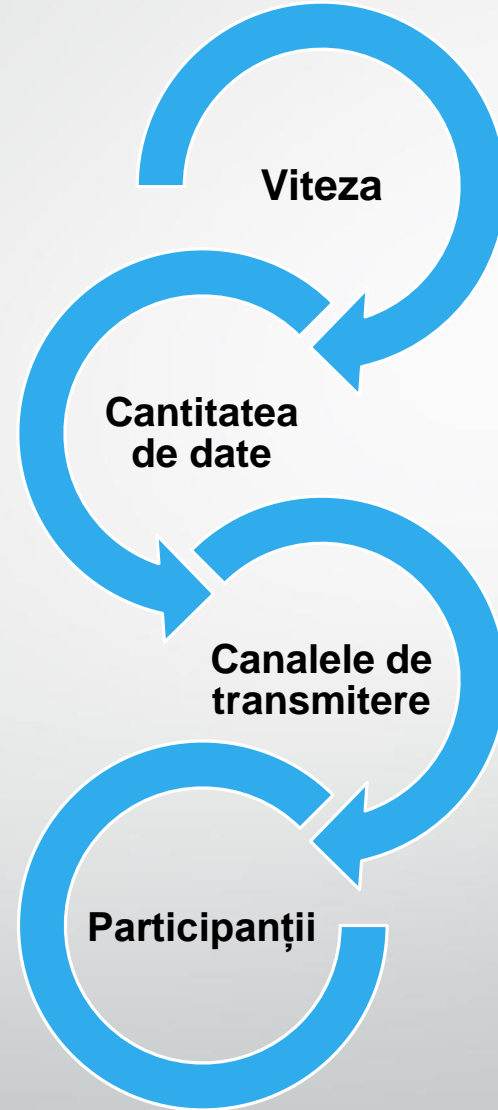 Viteza
Cantitatea
de date
Canalele de
transmitere
Participanții